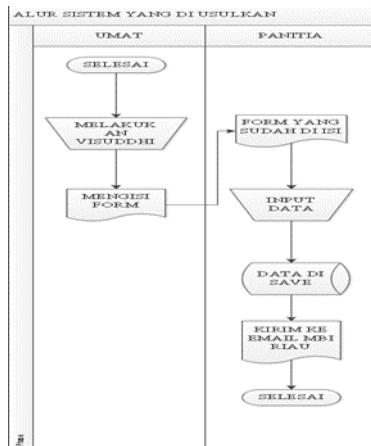 ALUR SISTEM YANG DI USULKAN
UMAT
PANITIA
SELESAI
MELAKUK
AN
VISUDDHI
MENGISI
FORM
FORM YANG
SUDAH DI ISI
INPUT
DATA
DATA DI
SAVE
KIRIM KE
EMAIL MBI
RIAU
SELESAI
Phase